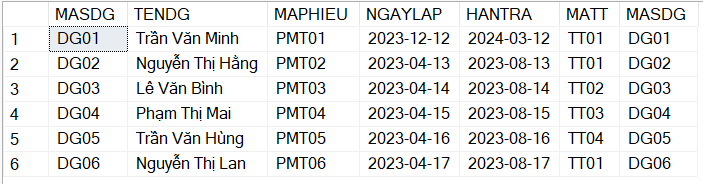 MASDG TENDG MAPHIEU NGAYLAP HANTRA MATT MASDG
1 DG01 Trần Văn Minh PMT01 2023-12-12 2024-03-12 TT01 DG01
2 DG02 Nguyễn Thị Hằng PMT02 2023-04-13 2023-08-13 TT01 DG02
3 DG03 Lê Văn Bình PMT03 2023-04-14 2023-08-14 TT02 DG03
4 DG04 Phạm Thị Mai PMT04 2023-04-15 2023-08-15 TT03 DG04
5 DG05 Trần Văn Hùng PMT05 2023-04-16 2023-08-16 TT04 DG05
6 DG06 Nguyễn Thị Lan PMT06 2023-04-17 2023-08-17 TT01 DG06